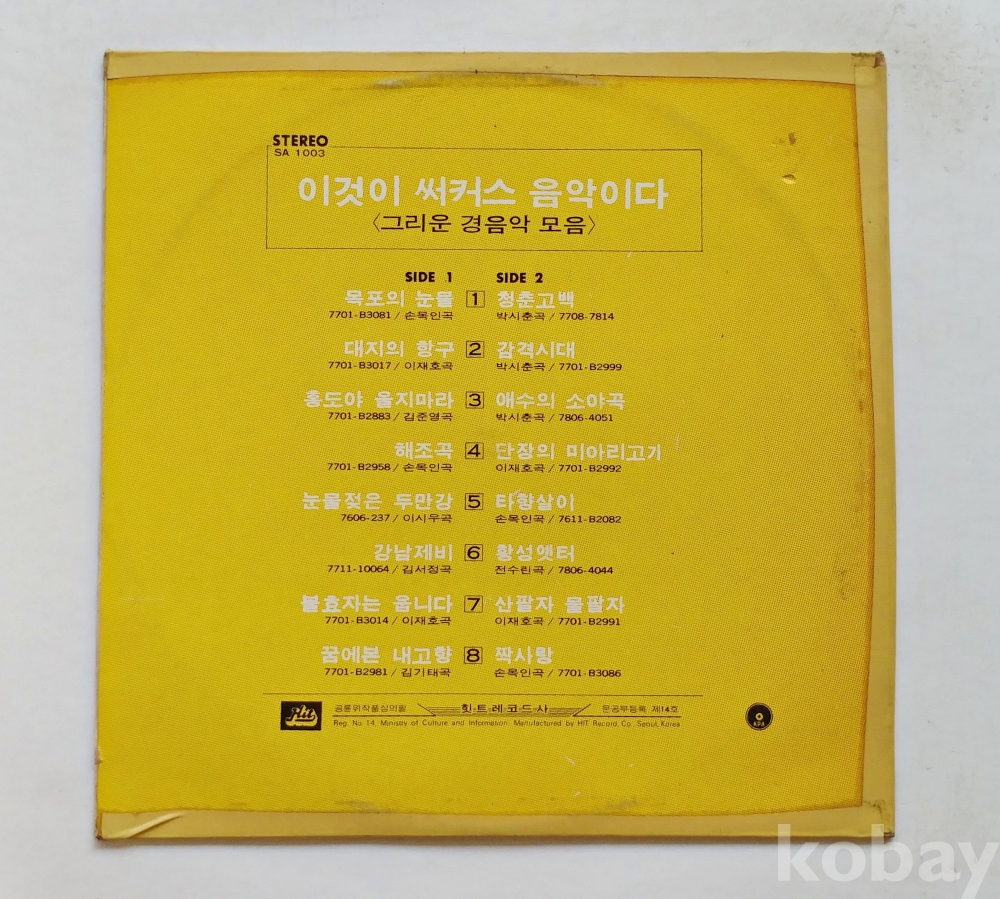 STEREO
SA 1003
이것이 써커스 음악이다
〈그리운 경음악 모음〉
SIDE 1 SIDE 2
목포의 눈물 1 청춘고백
7701-B3081 / 손목인곡 박시춘곡 / 7708-7814
대지의 항구 2 감격시대
7701-B3017 / 이재호곡 박시춘곡 / 7701-B2999
홍도야 울지마라 3 애수의 소야곡
7701-B2883 / 김준영곡 박시춘곡 / 7806-4051
해조곡 4 단장의 미아리고기
7701-B2958 / 손목인곡 이재호곡 / 7701-B2992
눈물젖은 두만강 5 타향살이
7606-237 / 이시우곡 손목인곡 / 7611-B2082
강남제비 6 황성옛터
7711-10064 / 김서정곡 전수린곡 / 7806-4044
불효자는 웁니다 7 산팔자 물팔자
7701-B3014 / 이재호곡 이재호곡 / 7701-B2991
꿈에본 내고향 8 짝사랑
7701-B2981 / 김기태곡 손목인곡 / 7701-B3086
Hit 공륜위작품심의필 힛트레코드사 문공부등록 제14호
Reg. No. 14, Ministry of Culture and Information. Manufactured by HIT Record, Co. Seoul, Korea
kobay